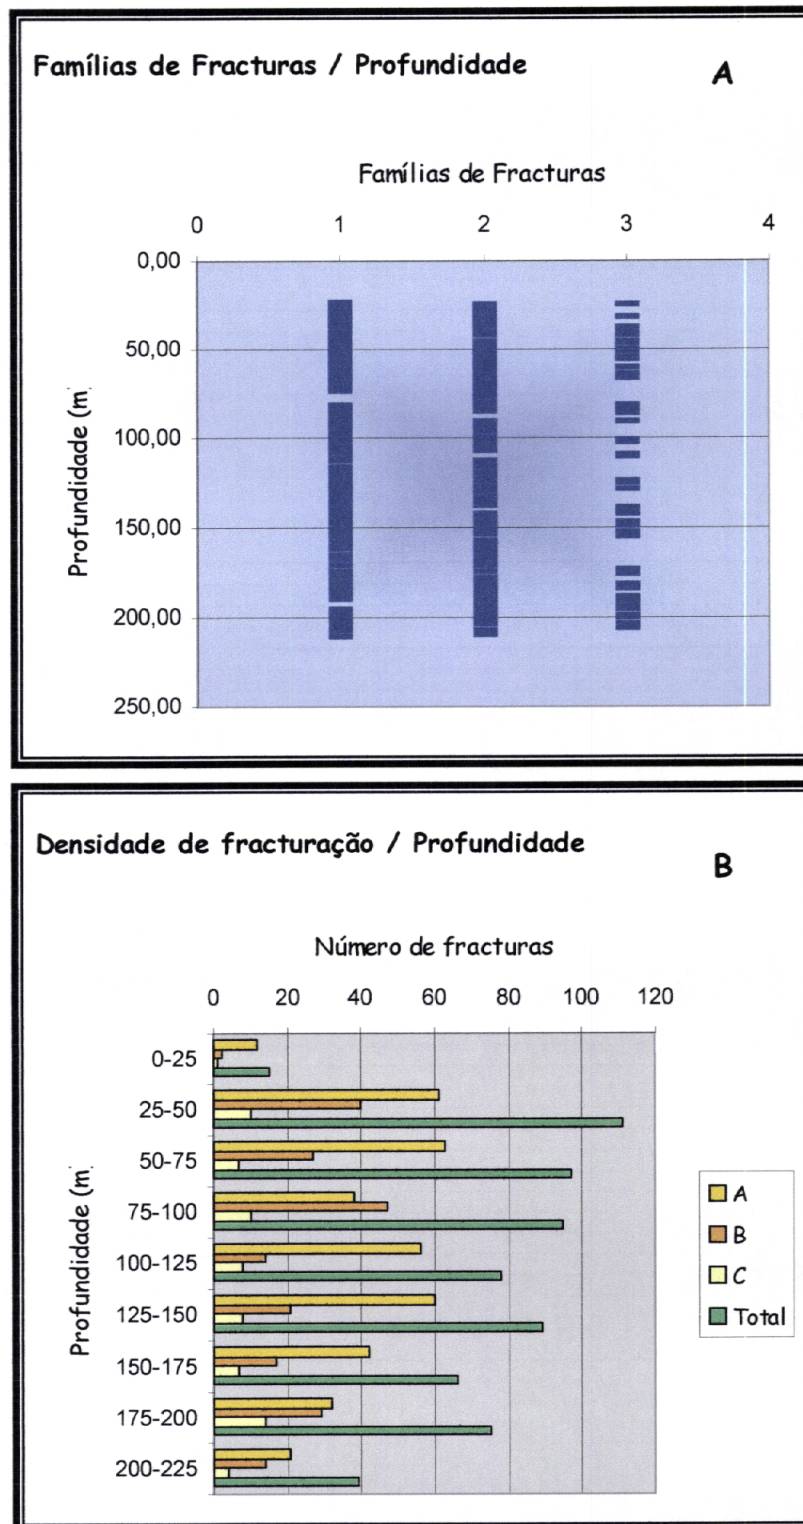 Famílias de Fracturas / Profundidade
A
Famílias de Fracturas
0 1 2 3 4
0,00
50,00
100,00
150,00
200,00
250,00
Profundidade (m
Densidade de fracturação / Profundidade
B
Número de fracturas
0 20 40 60 80 100 120
0-25
25-50
50-75
75-100
100-125
125-150
150-175
175-200
200-225
Profundidade (m
A
B
C
Total